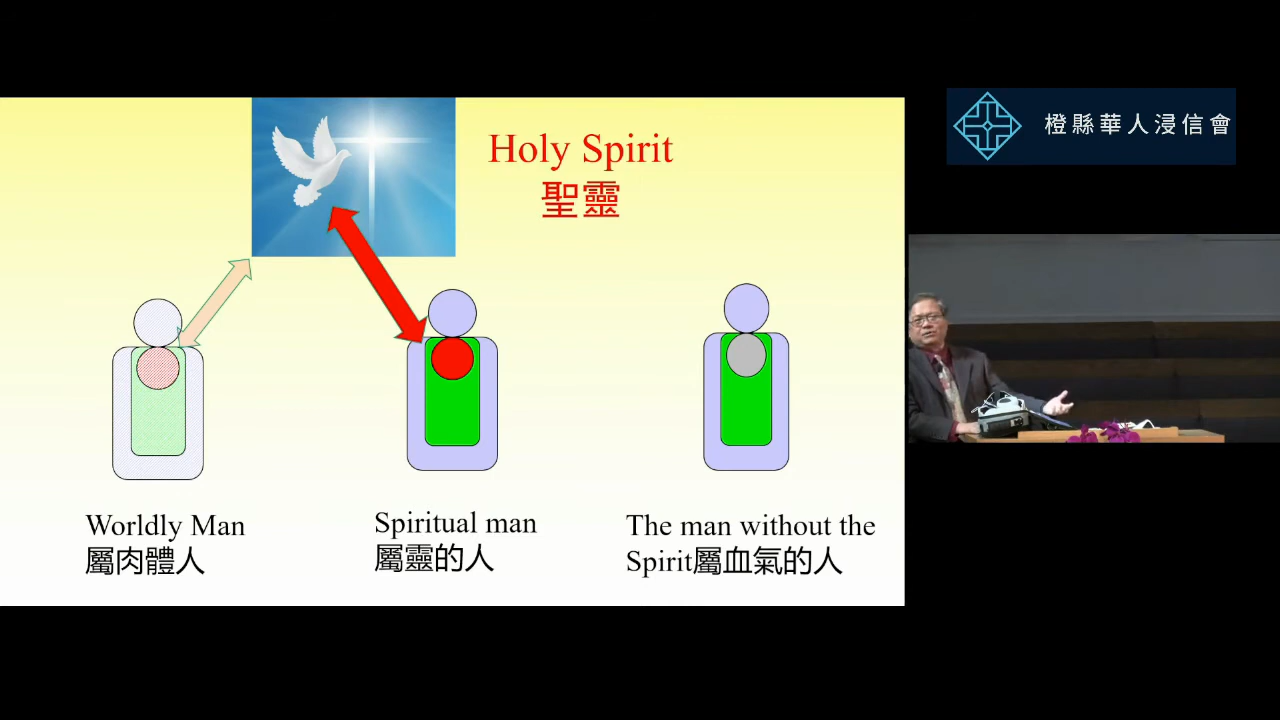 Holy Spirit
聖靈
橙縣華人浸信會
Worldly Man
屬肉體人
Spiritual man
屬靈的人
The man without the
Spirit屬血氣的人